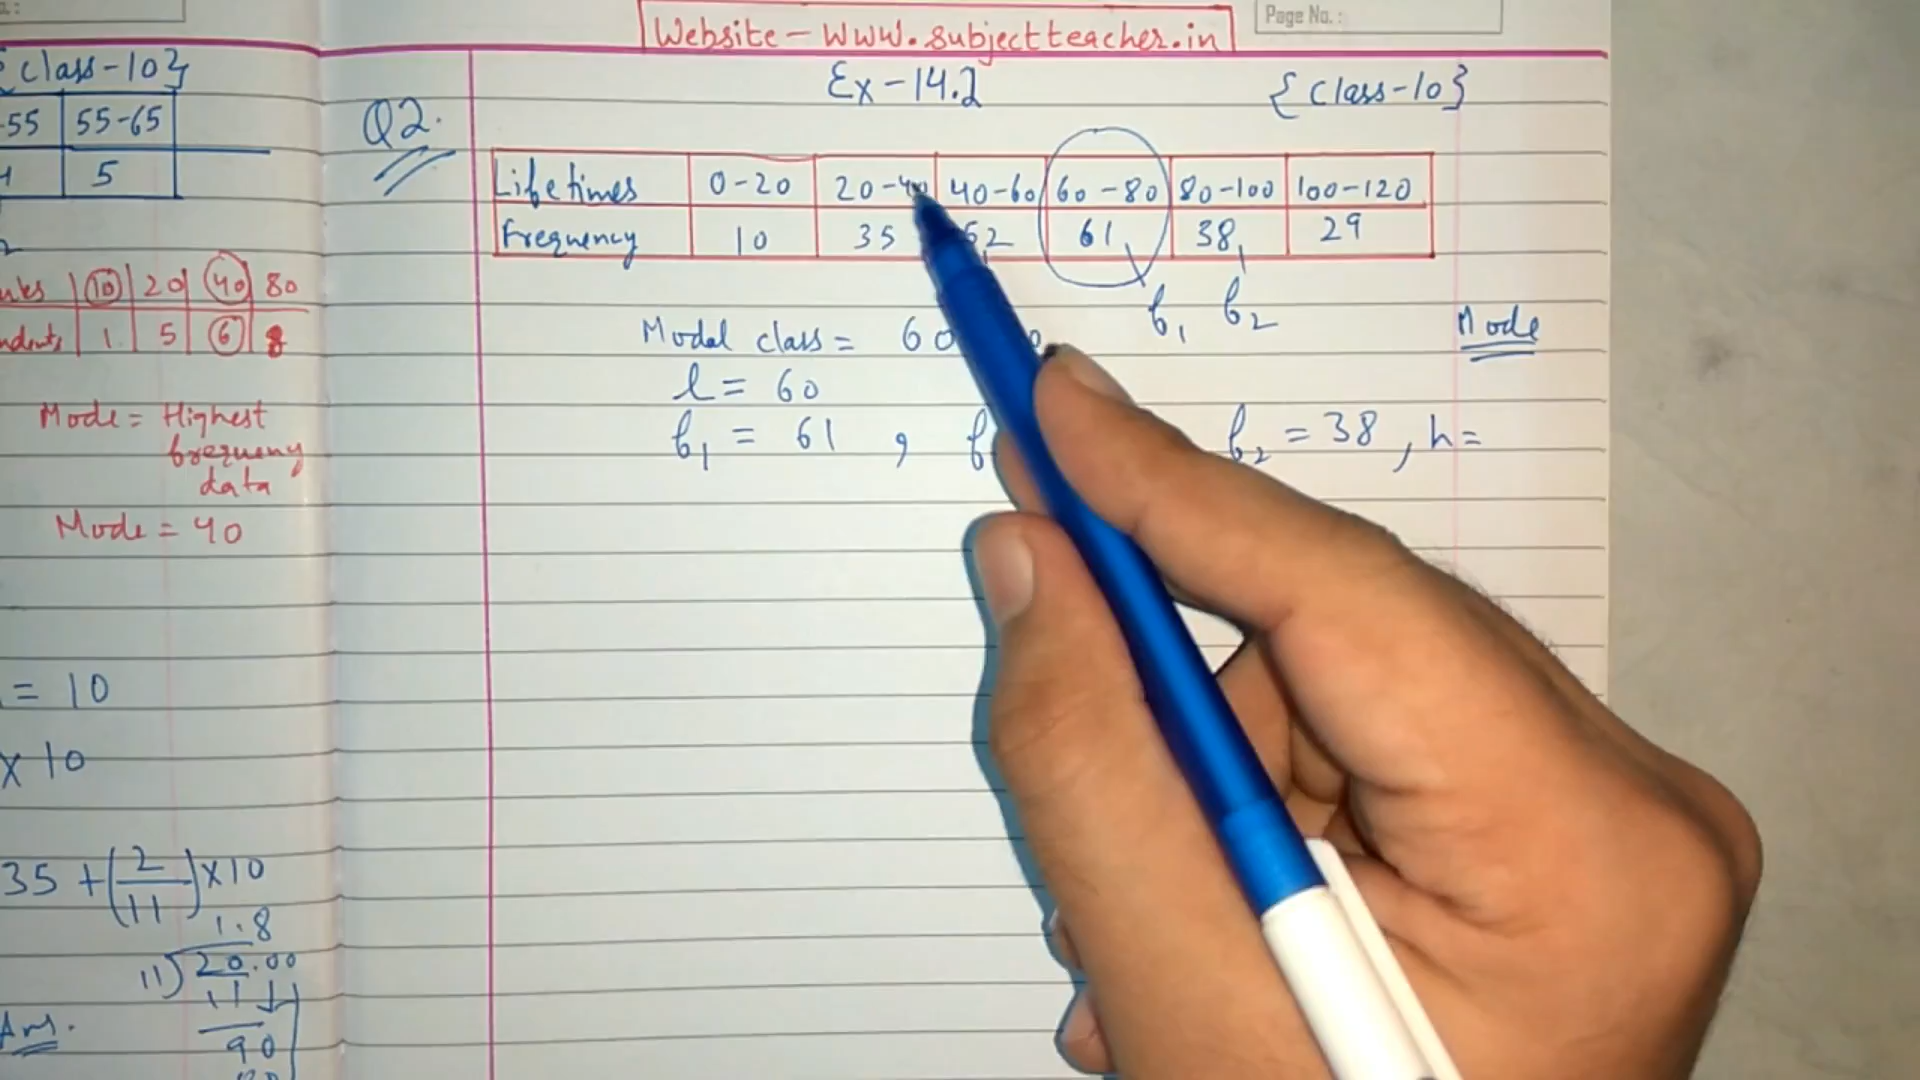 Page No. :
Website - www.subjectteacher.in
{class-10}
Ex-14.2
{class-10}
55 55-65
5
Q2.
Lifetimes 0-20 20-40 40-60 60-80 80-100 100-120
Frequency 10 35 52 61 38 29
f1 f2
10 20 40 80
1 5 6 8
Modal class = 60
Mode
l = 60
f1 = 61 , f2 = 38 , h =
Mode = Highest
frequency
data
Mode = 40
= 10
x 10
35 + (2/11) x 10
1.8
11) 20.00
11
90
Ans.